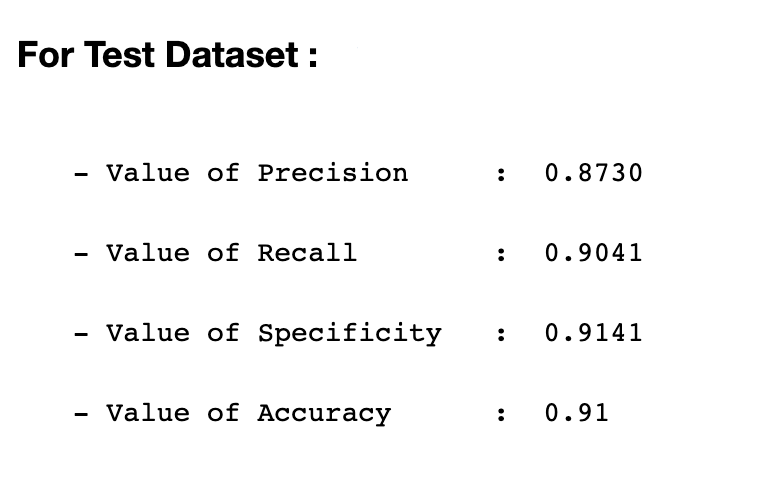 For Test Dataset :
– Value of Precision : 0.8730
– Value of Recall : 0.9041
– Value of Specificity : 0.9141
– Value of Accuracy : 0.91